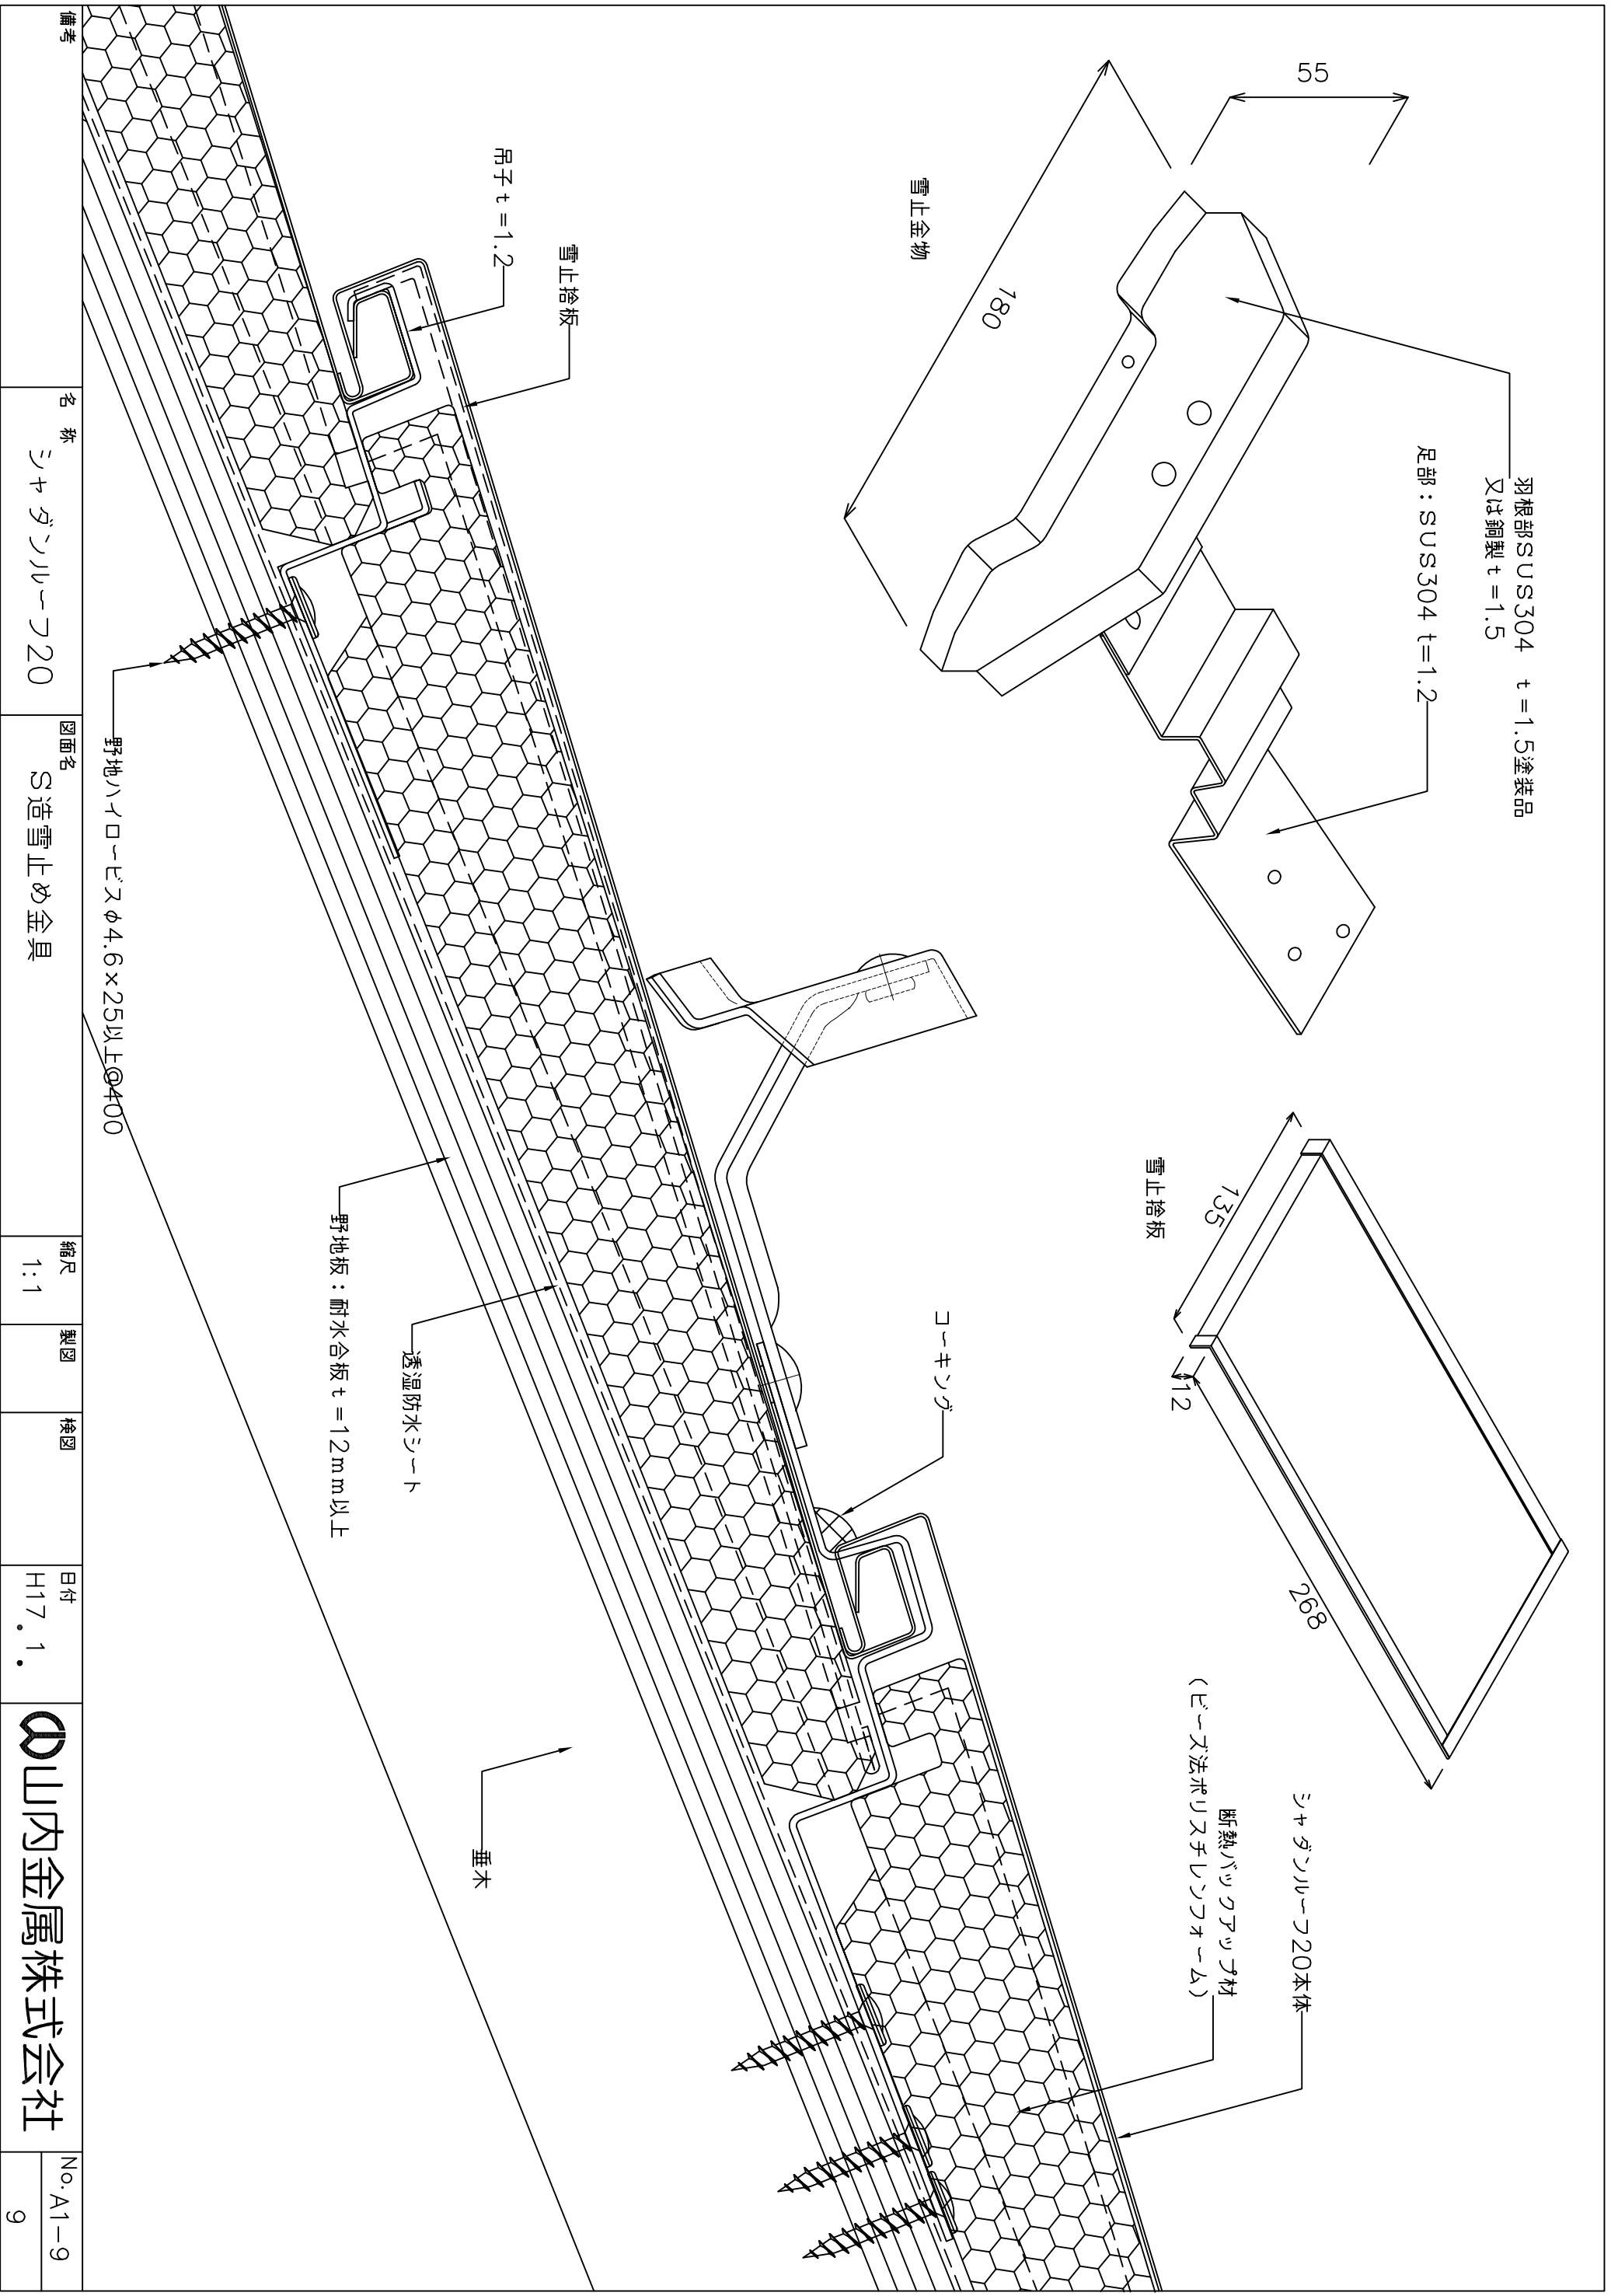 55
180
雪止金物
羽根部SUS304 t=1.5塗装品
又は銅製t=1.5
足部：SUS304 t=1.2
135
12
268
雪止捨板
吊子t=1.2
雪止捨板
コーキング
シャダンルーフ20本体
断熱バックアップ材
（ビーズ法ポリスチレンフォーム）
野地ハイロービスφ4.6×25以上@400
野地板：耐水合板t=12mm以上
透湿防水シート
垂木
備考
名 称
シャダンルーフ20
図面名
S造雪止め金具
縮尺
1:1
製図
検図
日付
H17．1．
山内金属株式会社
No. A1-9
9